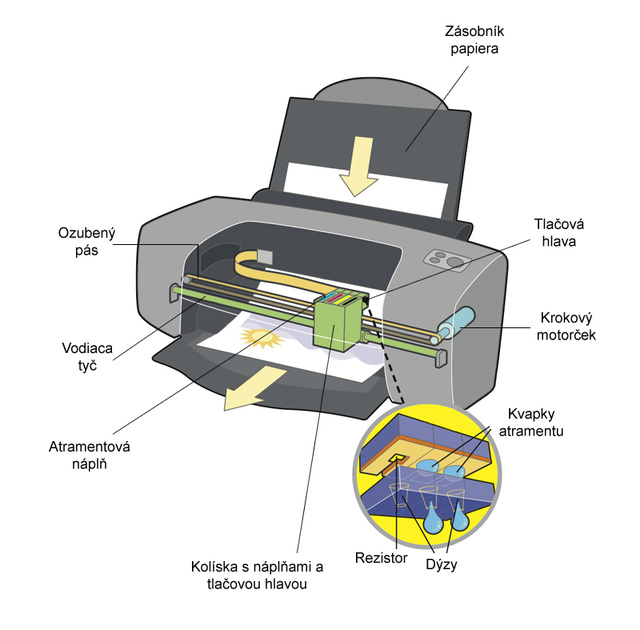 Zásobník
papiera
Tlačová
hlava
Ozubený
pás
Krokový
motorček
Vodiaca
tyč
Kvapky
atramentu
Atramentová
náplň
Rezistor
Dýzy
Kolíska s náplňami a
tlačovou hlavou